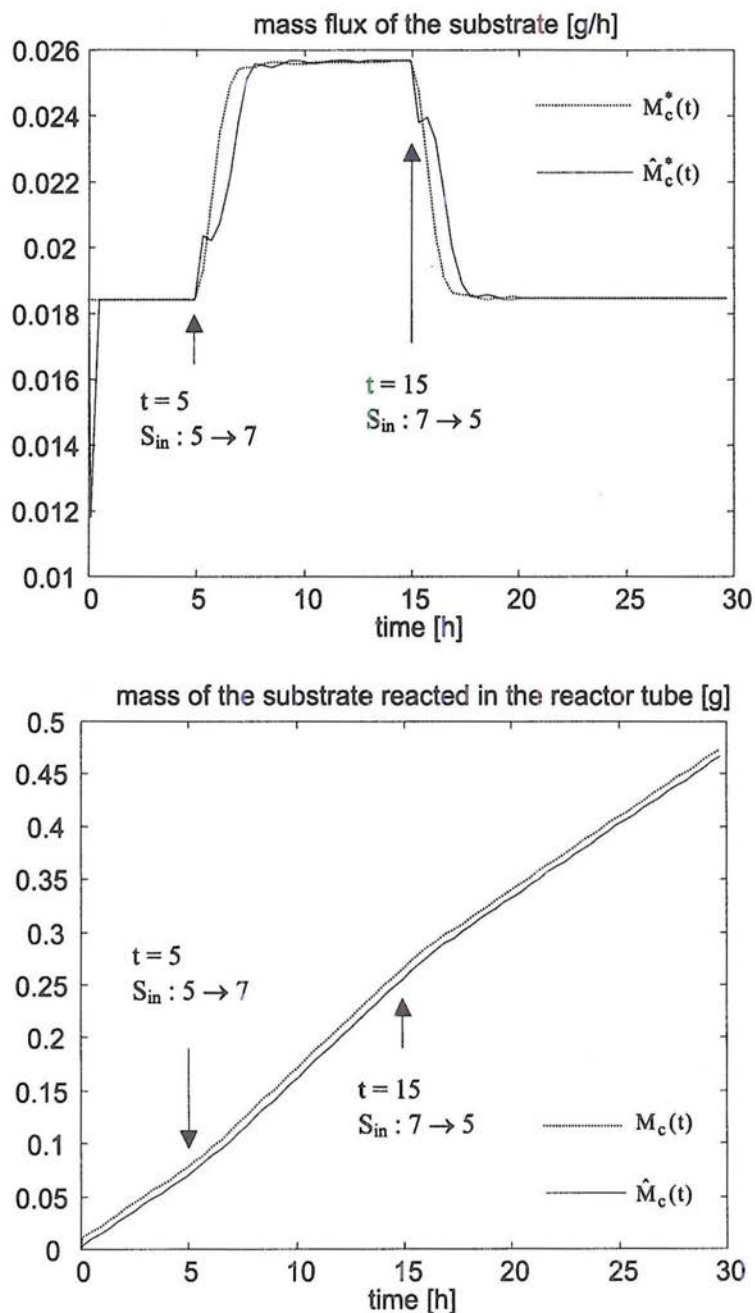 mass flux of the substrate [g/h]
0.026
0.024
0.022
0.02
0.018
0.016
0.014
0.012
0.01
M*c(t)
M̂*c(t)
t = 5
Sin : 5 → 7
t = 15
Sin : 7 → 5
0 5 10 15 20 25 30
time [h]
mass of the substrate reacted in the reactor tube [g]
0.5
0.45
0.4
0.35
0.3
0.25
0.2
0.15
0.1
0.05
0
t = 5
Sin : 5 → 7
t = 15
Sin : 7 → 5
Mc(t)
M̂c(t)
0 5 10 15 20 25 30
time [h]